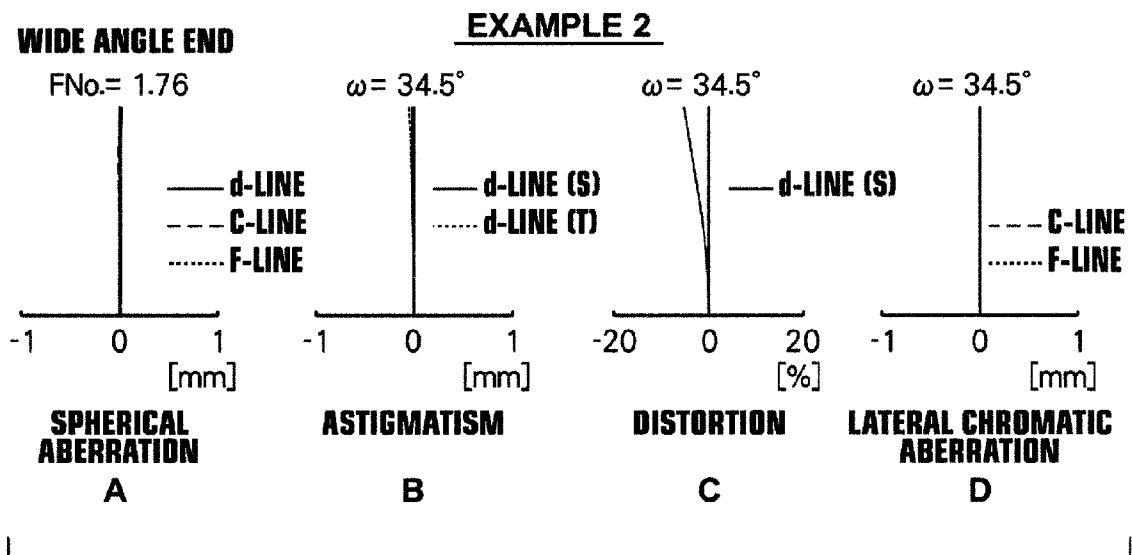 EXAMPLE 2
WIDE ANGLE END
FNo.= 1.76
d-LINE
C-LINE
F-LINE
-1 0 1
[mm]
SPHERICAL
ABERRATION
A
ω= 34.5°
d-LINE (S)
d-LINE (T)
-1 0 1
[mm]
ASTIGMATISM
B
ω= 34.5°
d-LINE (S)
-20 0 20
[%]
DISTORTION
C
ω= 34.5°
C-LINE
F-LINE
-1 0 1
[mm]
LATERAL CHROMATIC
ABERRATION
D